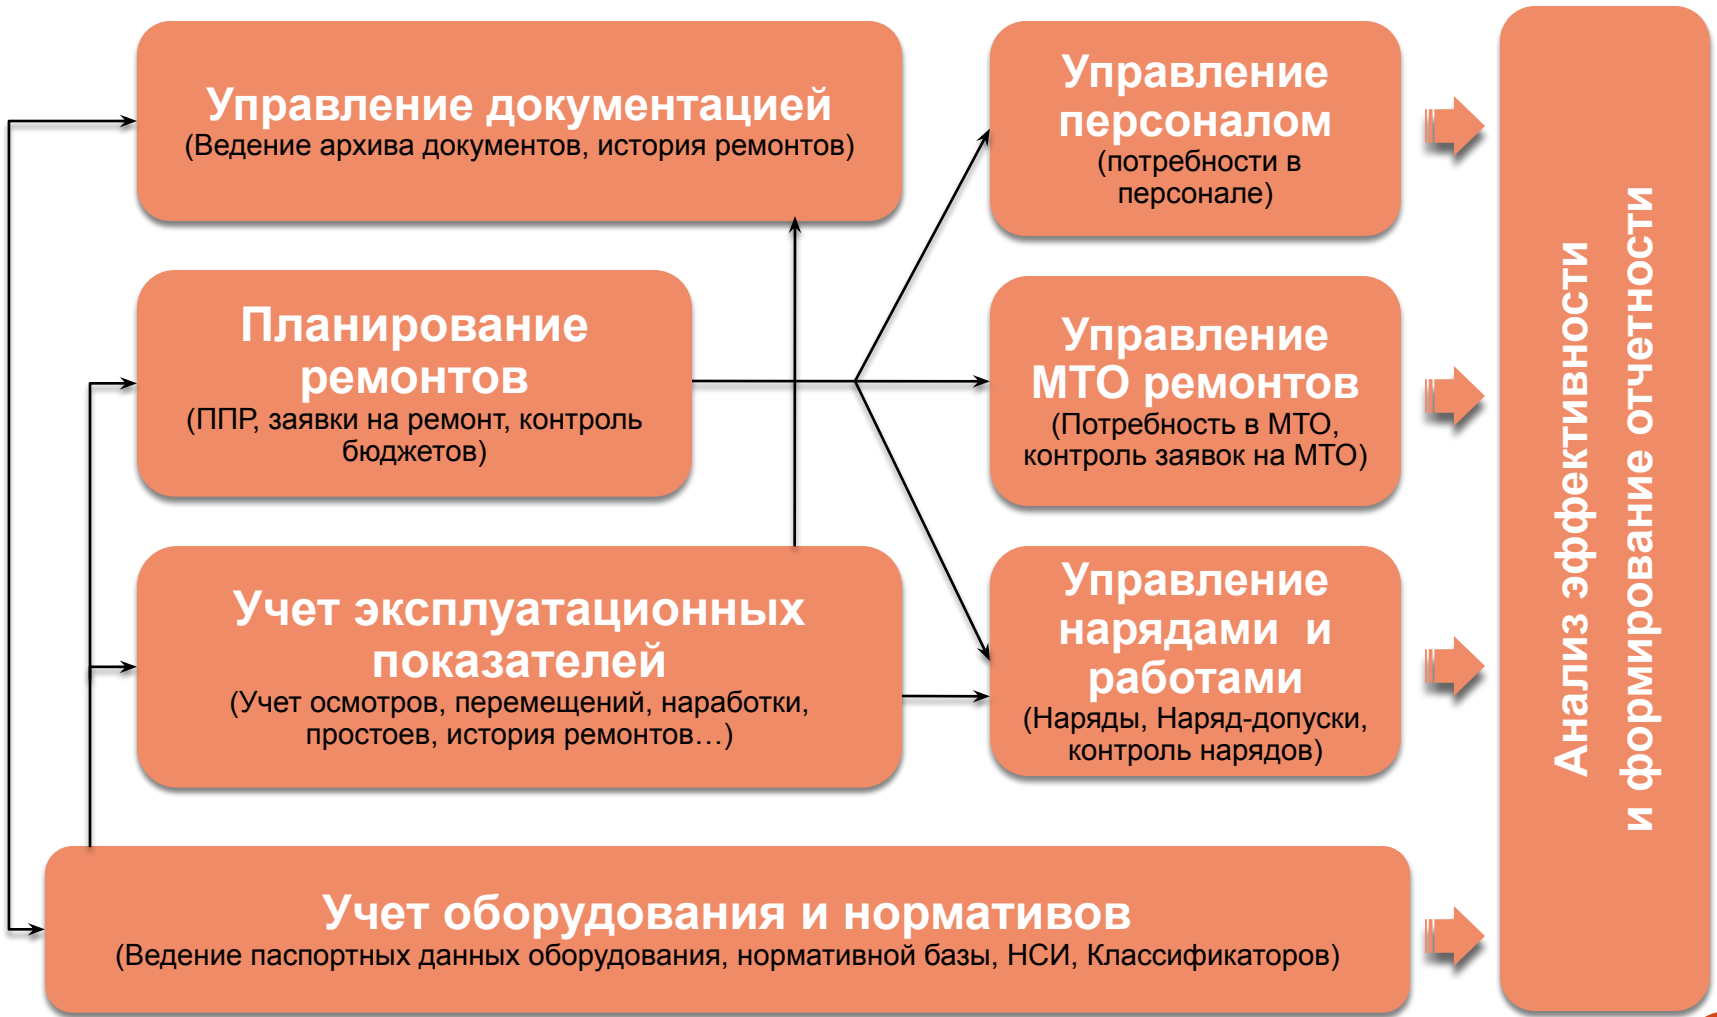 Управление документацией
(Ведение архива документов, история ремонтов)
Планирование
ремонтов
(ППР, заявки на ремонт, контроль
бюджетов)
Учет эксплуатационных
показателей
(Учет осмотров, перемещений, наработки,
простоев, история ремонтов…)
Управление
персоналом
(потребности в
персонале)
Управление
МТО ремонтов
(Потребность в МТО,
контроль заявок на МТО)
Управление
нарядами и
работами
(Наряды, Наряд-допуски,
контроль нарядов)
Учет оборудования и нормативов
(Ведение паспортных данных оборудования, нормативной базы, НСИ, Классификаторов)
Анализ эффективности
и формирование отчетности